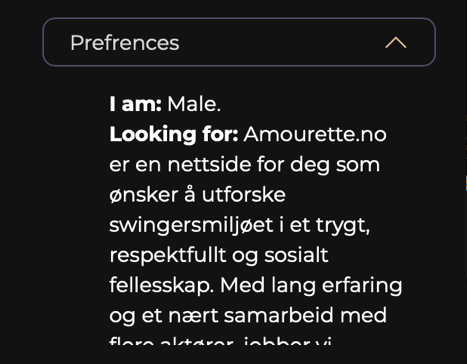 Prefrences
I am: Male.
Looking for: Amourette.no
er en nettside for deg som
ønsker å utforske
swingersmiljøet i et trygt,
respektfullt og sosialt
fellesskap. Med lang erfaring
og et nært samarbeid med
flere aktører, jobber vi